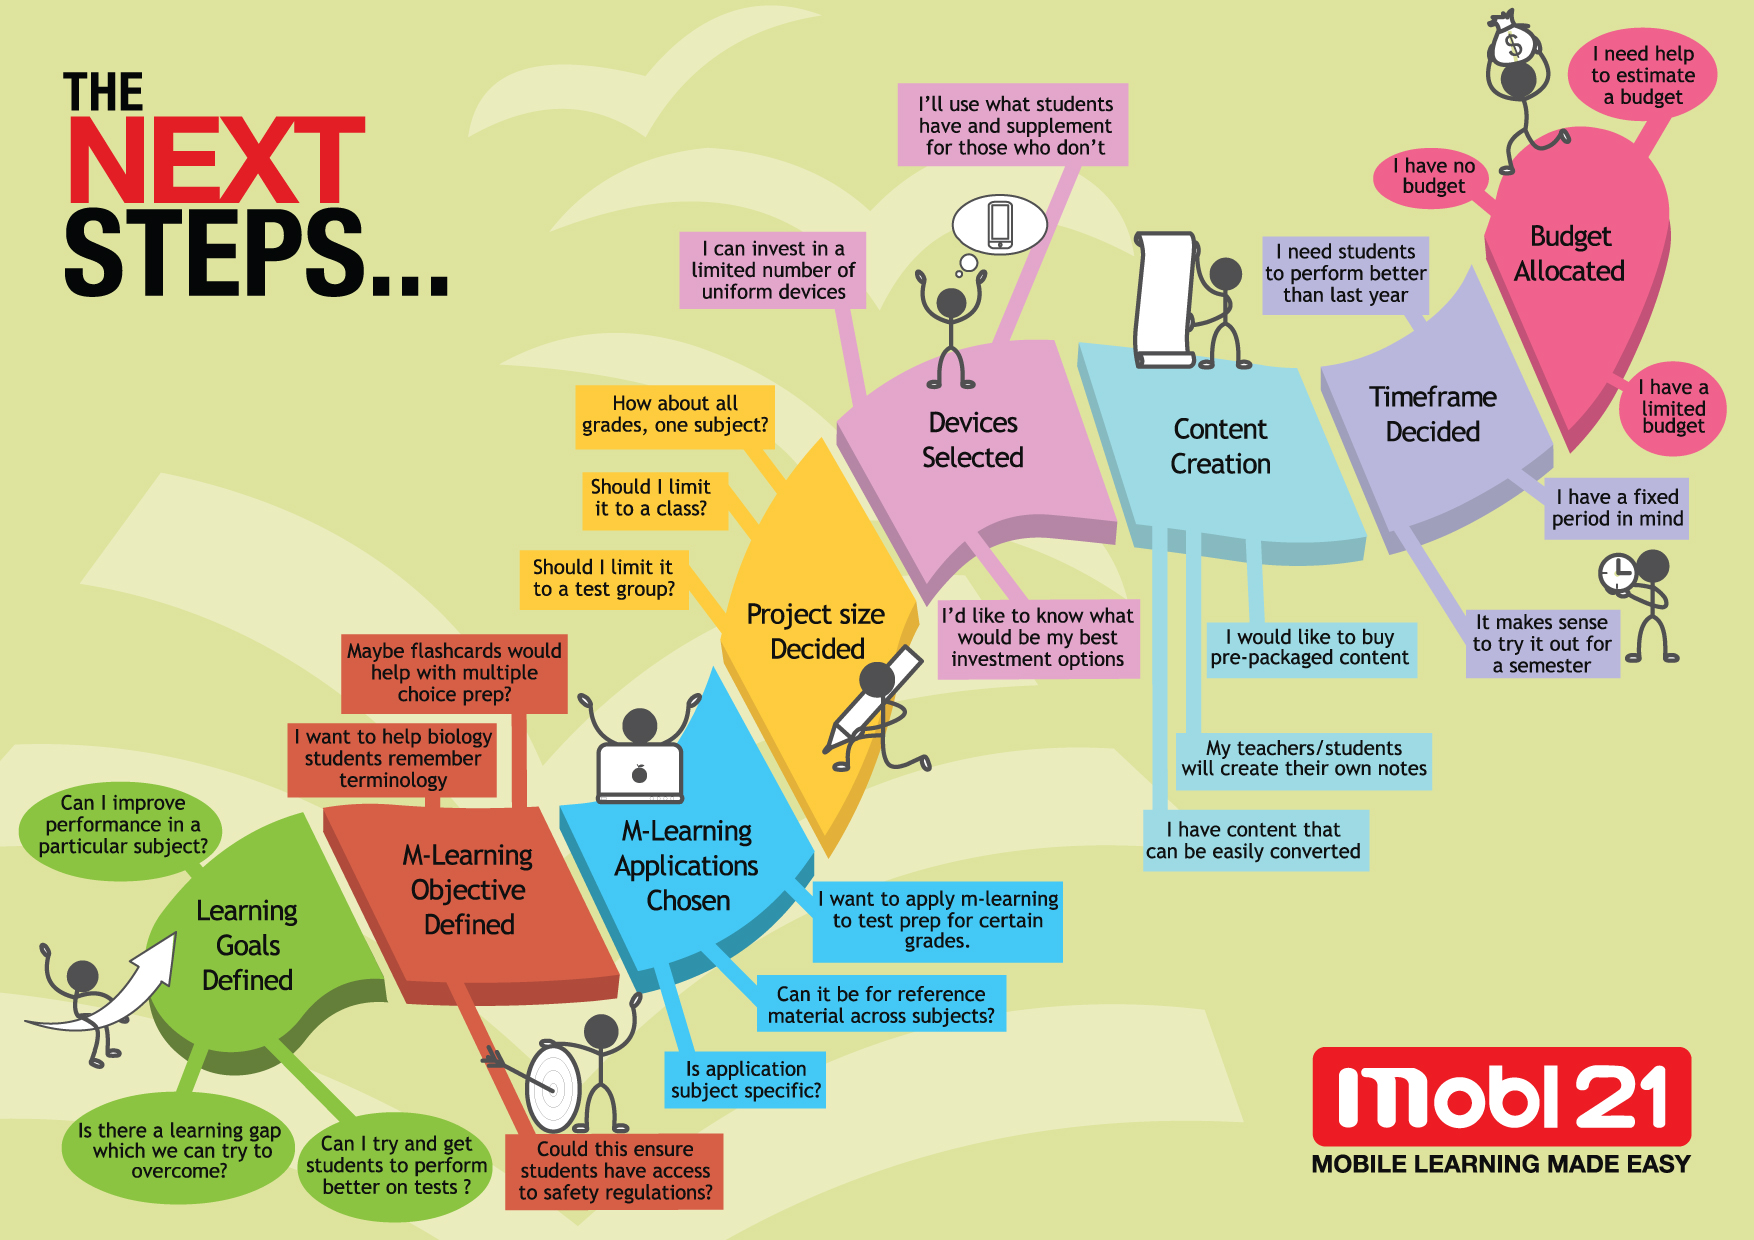 THE
NEXT
STEPS...
Can I improve
performance in a
particular subject?
Learning
Goals
Defined
Is there a learning gap
which we can try to
overcome?
Can I try and get
students to perform
better on tests ?
I want to help biology
students remember
terminology
Maybe flashcards would
help with multiple
choice prep?
M-Learning
Objective
Defined
Could this ensure
students have access
to safety regulations?
M-Learning
Applications
Chosen
I want to apply m-learning
to test prep for certain
grades.
Can it be for reference
material across subjects?
Is application
subject specific?
How about all
grades, one subject?
Should I limit
it to a class?
Should I limit it
to a test group?
Project size
Decided
I can invest in a
limited number of
uniform devices
I'll use what students
have and supplement
for those who don't
Devices
Selected
I'd like to know what
would be my best
investment options
Content
Creation
I would like to buy
pre-packaged content
My teachers/students
will create their own notes
I have content that
can be easily converted
I need students
to perform better
than last year
Timeframe
Decided
I have a fixed
period in mind
It makes sense
to try it out for
a semester
$
I need help
to estimate
a budget
I have no
budget
Budget
Allocated
I have a
limited
budget
Mobl 21
MOBILE LEARNING MADE EASY